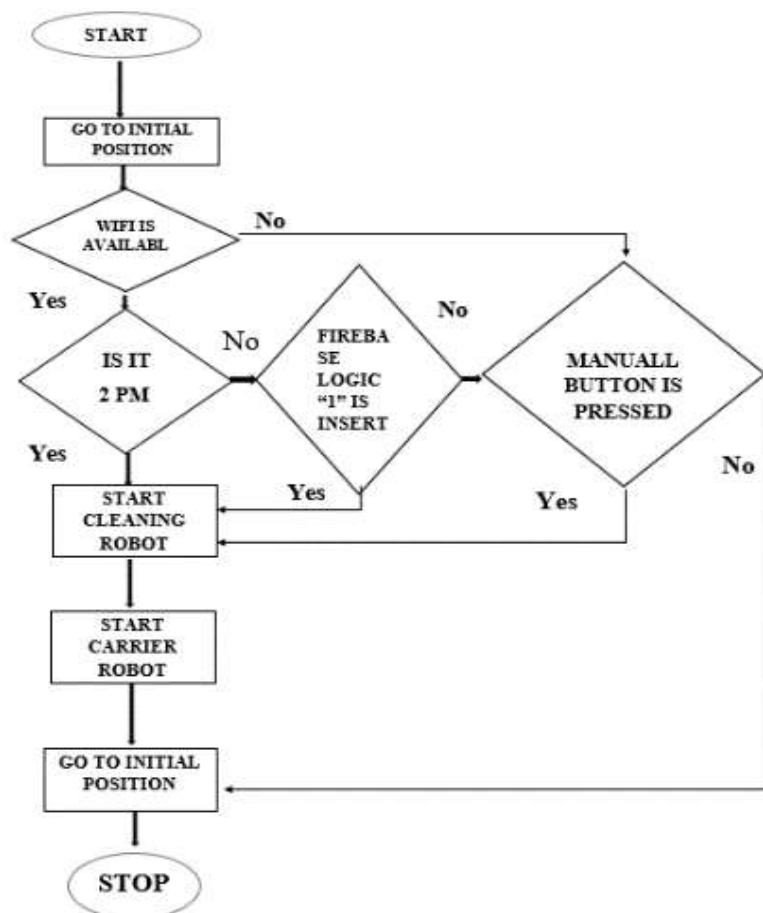 START
GO TO INITIAL
POSITION
WIFI IS
AVAILABL
No
Yes
IS IT
2 PM
No
FIREBA
SE
LOGIC
“1” IS
INSERT
No
MANUALL
BUTTON IS
PRESSED
Yes
Yes
Yes
No
START
CLEANING
ROBOT
START
CARRIER
ROBOT
GO TO INITIAL
POSITION
STOP